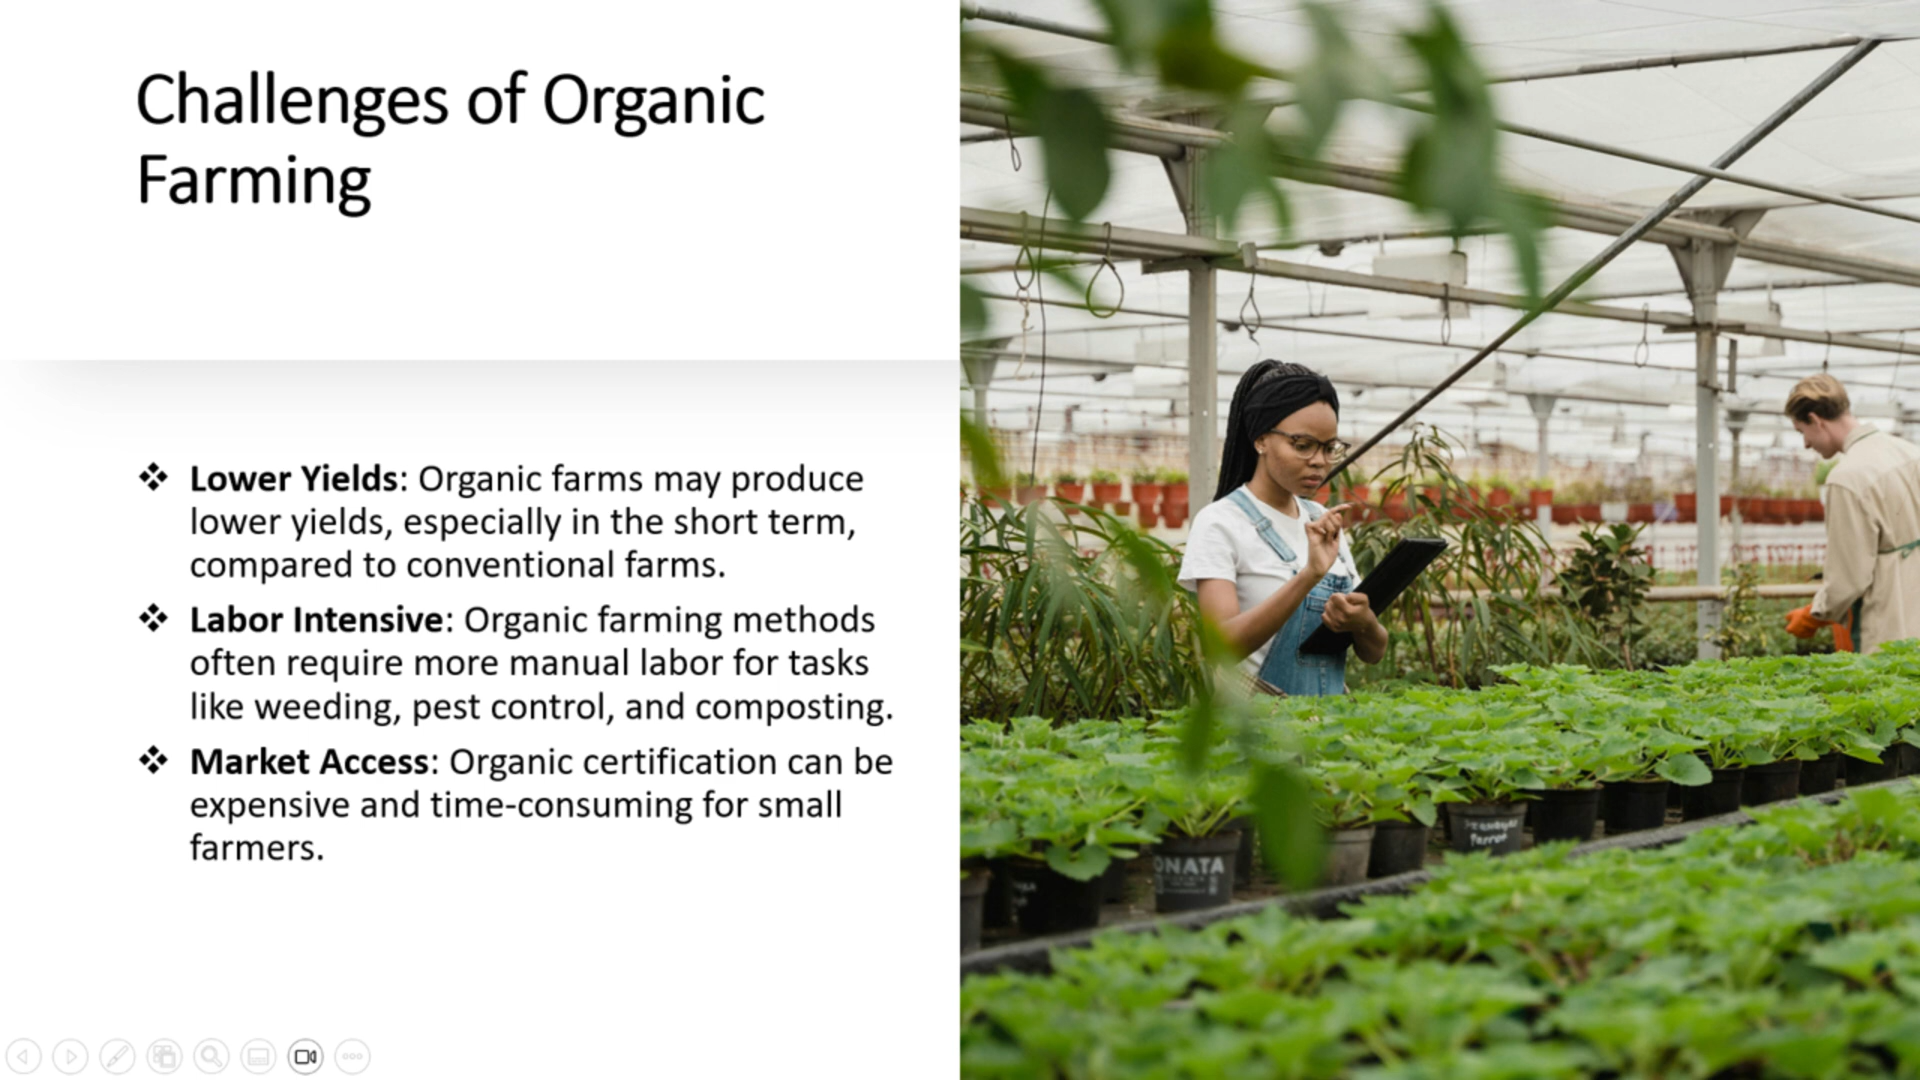 Challenges of Organic
Farming
❖ Lower Yields: Organic farms may produce
lower yields, especially in the short term,
compared to conventional farms.
❖ Labor Intensive: Organic farming methods
often require more manual labor for tasks
like weeding, pest control, and composting.
❖ Market Access: Organic certification can be
expensive and time-consuming for small
farmers.
ONATA